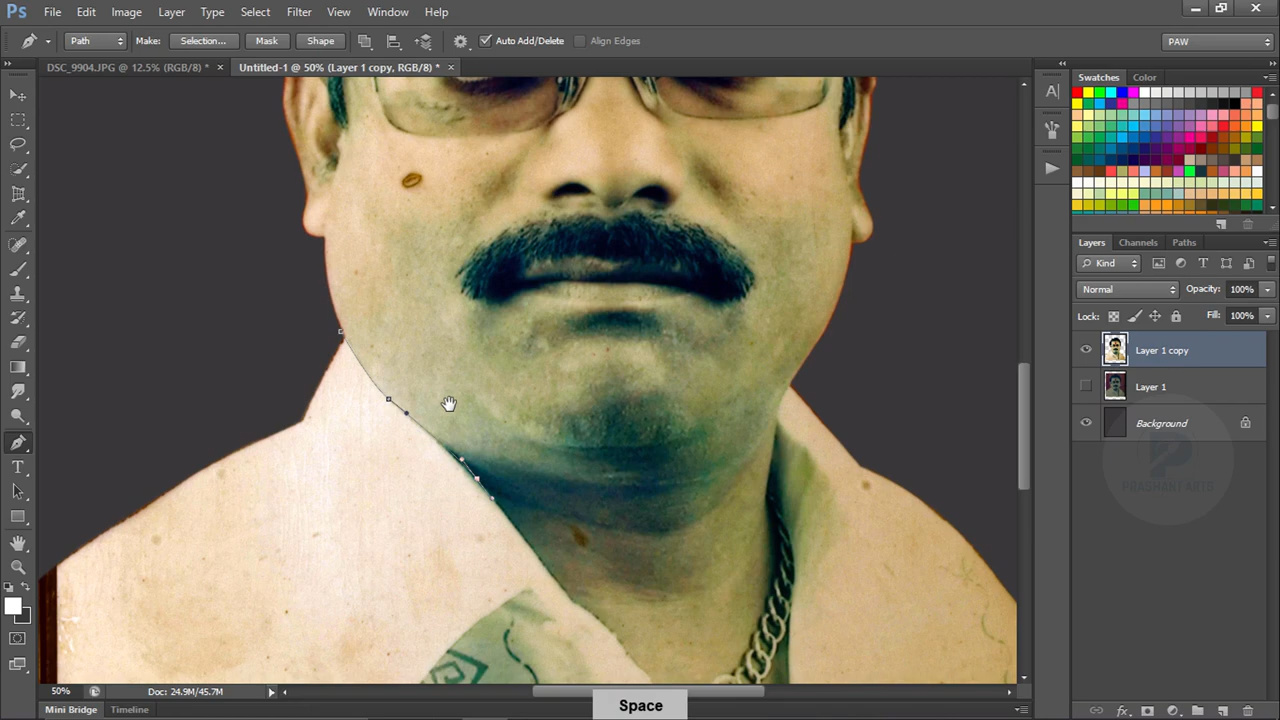 Ps File Edit Image Layer Type Select Filter View Window Help
Path Make: Selection... Mask Shape Auto Add/Delete Align Edges PAW
DSC_9904.JPG @ 12.5% (RGB/8) * × Untitled-1 @ 50% (Layer 1 copy, RGB/8) * ×
Swatches Color
Layers Channels Paths
Kind
Normal Opacity: 100%
Lock: Fill: 100%
Layer 1 copy
Layer 1
Background
PRASHANT ARTS
50% Doc: 24.9M/45.7M
Space
Mini Bridge Timeline